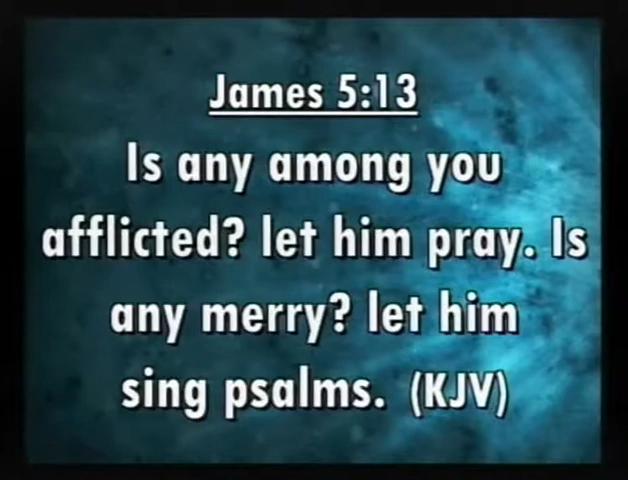 James 5:13
Is any among you
afflicted? let him pray. Is
any merry? let him
sing psalms. (KJV)